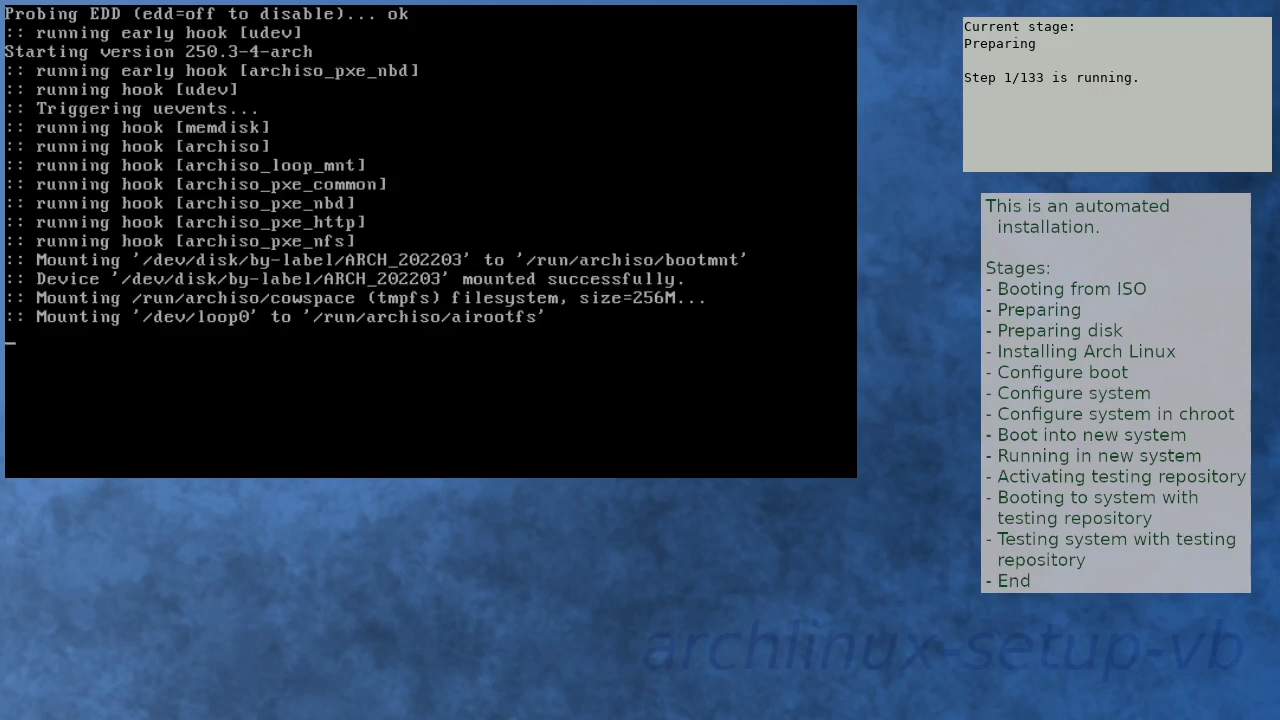 Probing EDD (edd=off to disable)... ok
:: running early hook [udev]
Starting version 250.3-4-arch
:: running early hook [archiso_pxe_nbd]
:: running hook [udev]
:: Triggering uevents...
:: running hook [memdisk]
:: running hook [archiso]
:: running hook [archiso_loop_mnt]
:: running hook [archiso_pxe_common]
:: running hook [archiso_pxe_nbd]
:: running hook [archiso_pxe_http]
:: running hook [archiso_pxe_nfs]
:: Mounting '/dev/disk/by-label/ARCH_202203' to '/run/archiso/bootmnt'
:: Device '/dev/disk/by-label/ARCH_202203' mounted successfully.
:: Mounting /run/archiso/cowspace (tmpfs) filesystem, size=256M...
:: Mounting '/dev/loop0' to '/run/archiso/airootfs'
Current stage:
Preparing
Step 1/133 is running.
This is an automated
installation.
Stages:
- Booting from ISO
- Preparing
- Preparing disk
- Installing Arch Linux
- Configure boot
- Configure system
- Configure system in chroot
- Boot into new system
- Running in new system
- Activating testing repository
- Booting to system with
testing repository
- Testing system with testing
repository
- End
archlinux-setup-vb